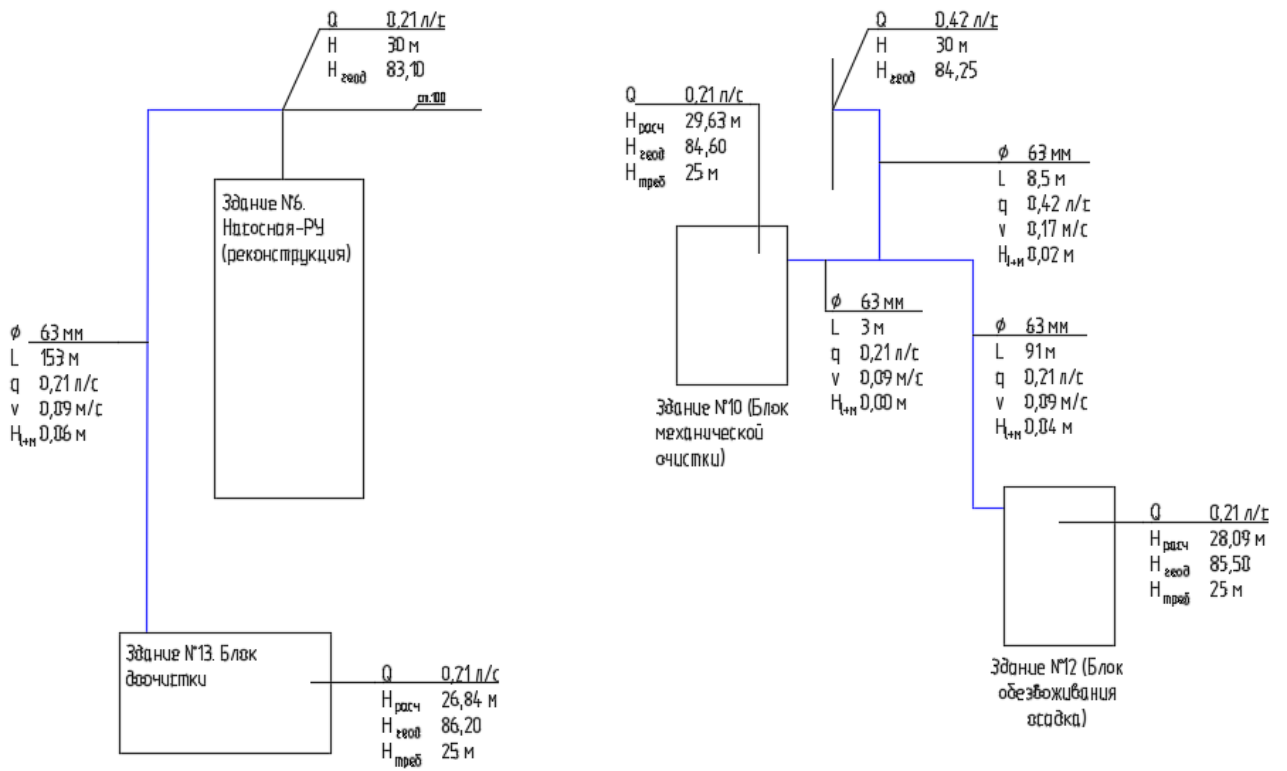 Q 0,21 л/с
H 30 м
H геод 83,10
ст.100
Здание №6.
Насосная-РУ
(реконструкция)
ϕ 63 мм
L 153 м
q 0,21 л/с
v 0,09 м/с
H l+м 0,06 м
Здание №13. Блок
доочистки
Q 0,21 л/с
H расч 26,84 м
H геод 86,20
H треб 25 м
Q 0,42 л/с
H 30 м
H геод 84,25
Q 0,21 л/с
H расч 29,63 м
H геод 84,60
H треб 25 м
ϕ 63 мм
L 8,5 м
q 0,42 л/с
v 0,17 м/с
H l+м 0,02 м
ϕ 63 мм
L 3 м
q 0,21 л/с
v 0,09 м/с
H l+м 0,00 м
ϕ 63 мм
L 91 м
q 0,21 л/с
v 0,09 м/с
H l+м 0,04 м
Здание №10 (Блок
механической
очистки)
Q 0,21 л/с
H расч 28,09 м
H геод 85,50
H треб 25 м
Здание №12 (Блок
обезвоживания
осадка)